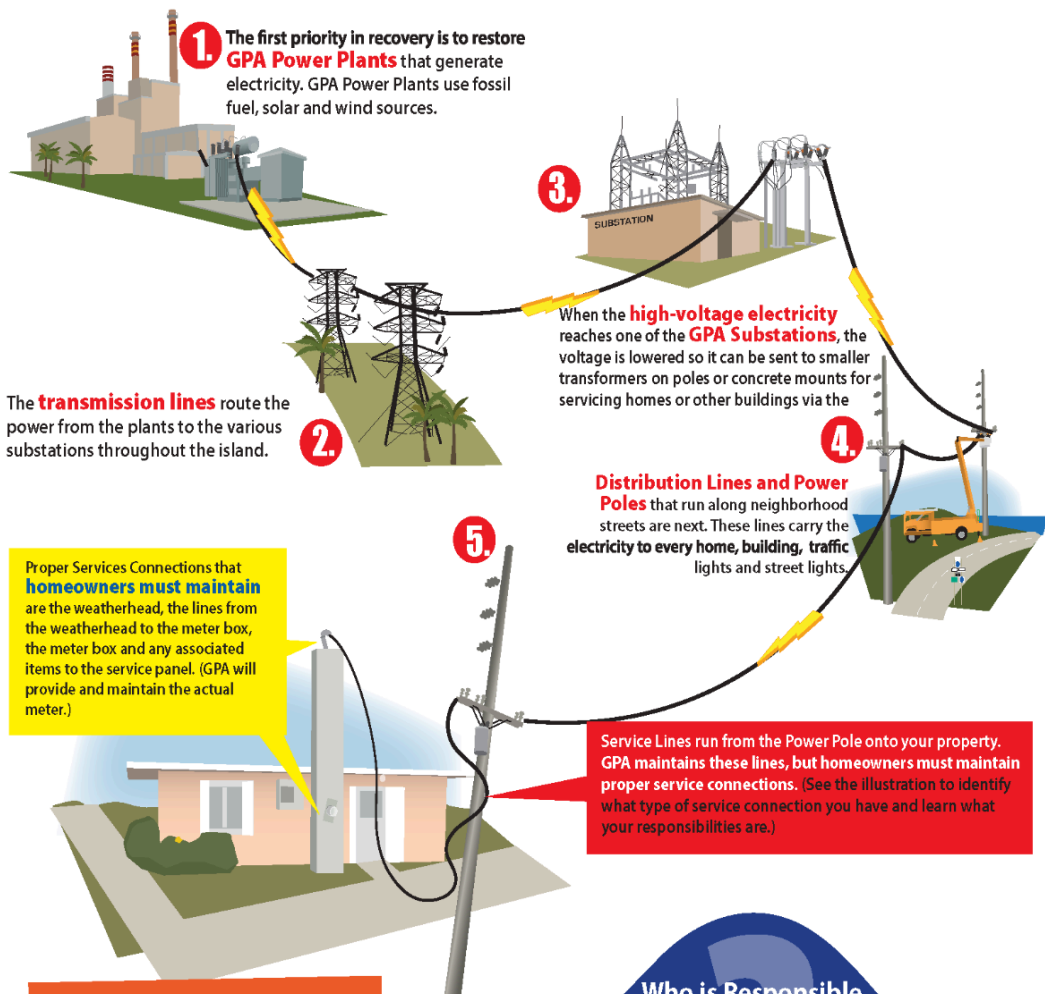 1.
The first priority in recovery is to restore
GPA Power Plants that generate
electricity. GPA Power Plants use fossil
fuel, solar and wind sources.
The transmission lines route the
power from the plants to the various
substations throughout the island.
2.
3.
SUBSTATION
When the high-voltage electricity
reaches one of the GPA Substations, the
voltage is lowered so it can be sent to smaller
transformers on poles or concrete mounts for
servicing homes or other buildings via the
4.
Distribution Lines and Power
Poles that run along neighborhood
streets are next. These lines carry the
electricity to every home, building, traffic
lights and street lights.
5.
Proper Services Connections that
homeowners must maintain
are the weatherhead, the lines from
the weatherhead to the meter box,
the meter box and any associated
items to the service panel. (GPA will
provide and maintain the actual
meter.)
Service Lines run from the Power Pole onto your property.
GPA maintains these lines, but homeowners must maintain
proper service connections. (See the illustration to identify
what type of service connection you have and learn what
your responsibilities are.)
?
Who is Responsible